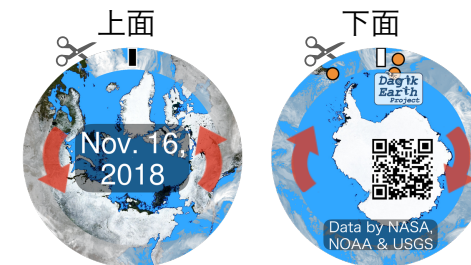 上面
下面
Nov. 16,
2018
Dagik
Earth
Project
Data by NASA,
NOAA & USGS